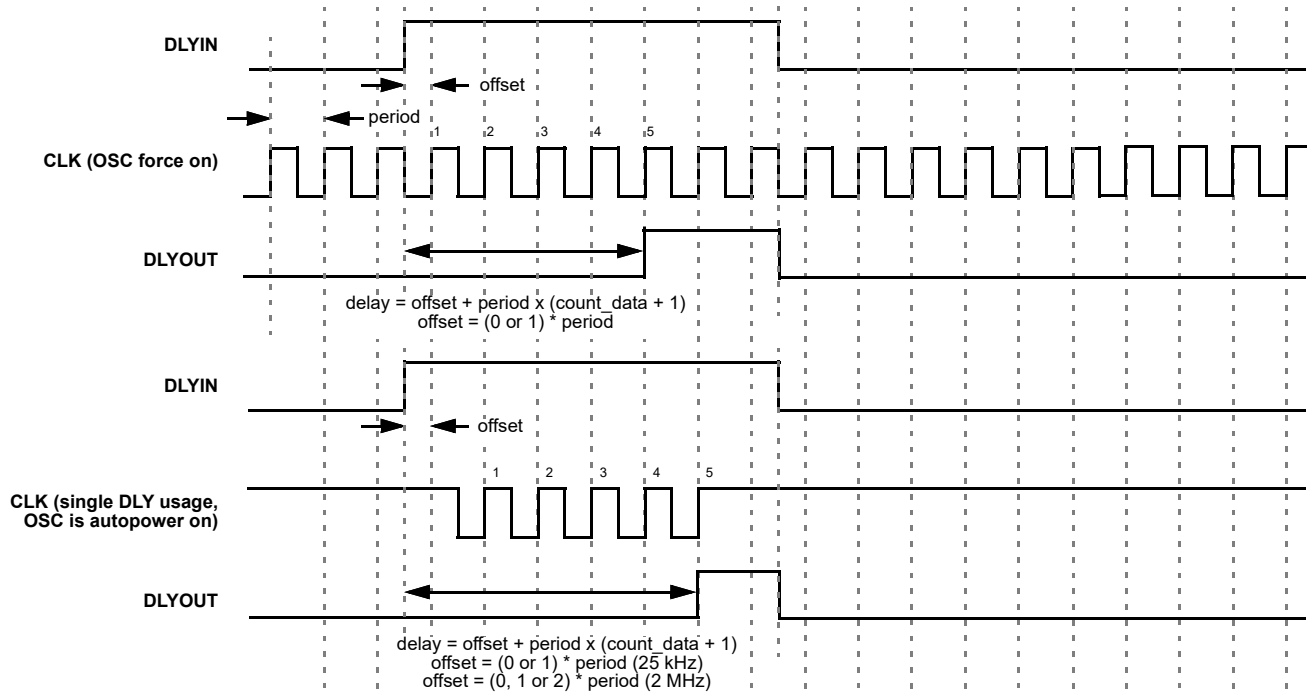 DLYIN
offset
period
1 2 3 4 5
CLK (OSC force on)
DLYOUT
delay = offset + period x (count_data + 1)
offset = (0 or 1) * period
DLYIN
offset
1 2 3 4 5
CLK (single DLY usage,
OSC is autopower on)
DLYOUT
delay = offset + period x (count_data + 1)
offset = (0 or 1) * period (25 kHz)
offset = (0, 1 or 2) * period (2 MHz)